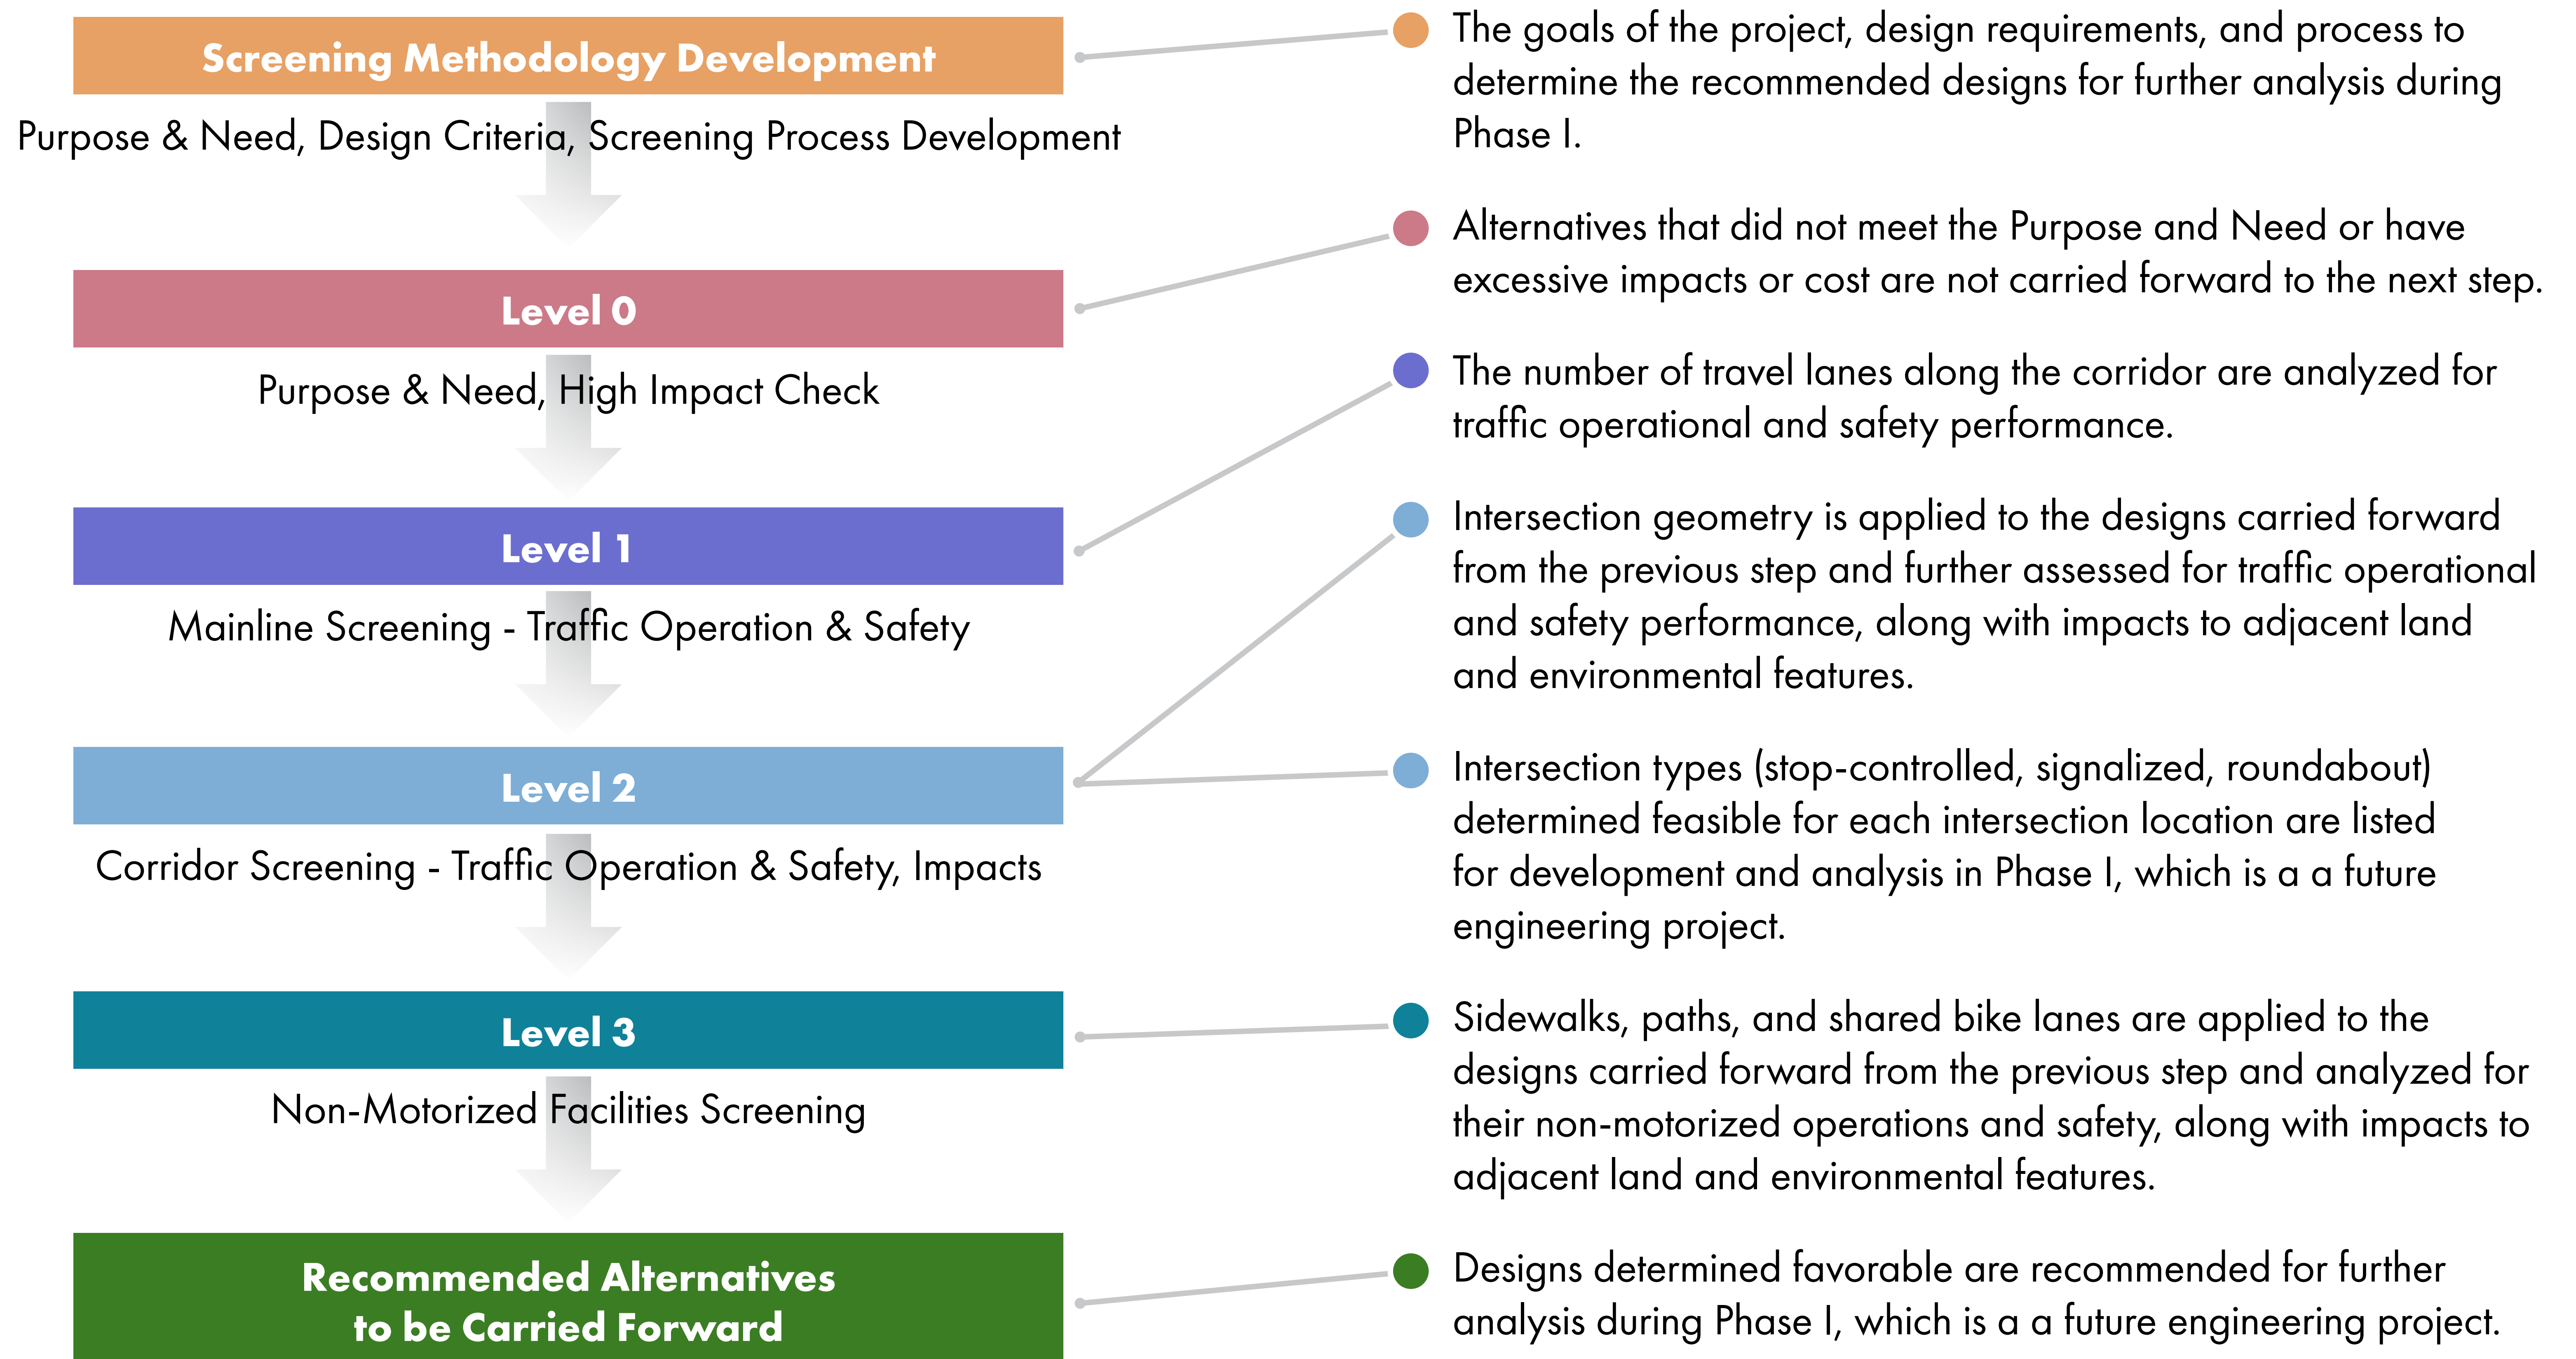 Screening Methodology Development
Purpose & Need, Design Criteria, Screening Process Development
Level 0
Purpose & Need, High Impact Check
Level 1
Mainline Screening - Traffic Operation & Safety
Level 2
Corridor Screening - Traffic Operation & Safety, Impacts
Level 3
Non-Motorized Facilities Screening
Recommended Alternatives
to be Carried Forward
The goals of the project, design requirements, and process to
determine the recommended designs for further analysis during
Phase I.
Alternatives that did not meet the Purpose and Need or have
excessive impacts or cost are not carried forward to the next step.
The number of travel lanes along the corridor are analyzed for
traffic operational and safety performance.
Intersection geometry is applied to the designs carried forward
from the previous step and further assessed for traffic operational
and safety performance, along with impacts to adjacent land
and environmental features.
Intersection types (stop-controlled, signalized, roundabout)
determined feasible for each intersection location are listed
for development and analysis in Phase I, which is a a future
engineering project.
Sidewalks, paths, and shared bike lanes are applied to the
designs carried forward from the previous step and analyzed for
their non-motorized operations and safety, along with impacts to
adjacent land and environmental features.
Designs determined favorable are recommended for further
analysis during Phase I, which is a a future engineering project.